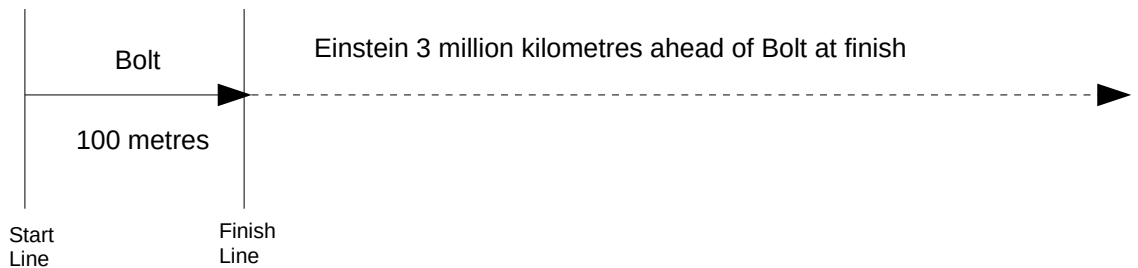 Bolt
Einstein 3 million kilometres ahead of Bolt at finish
100 metres
Start
Line
Finish
Line